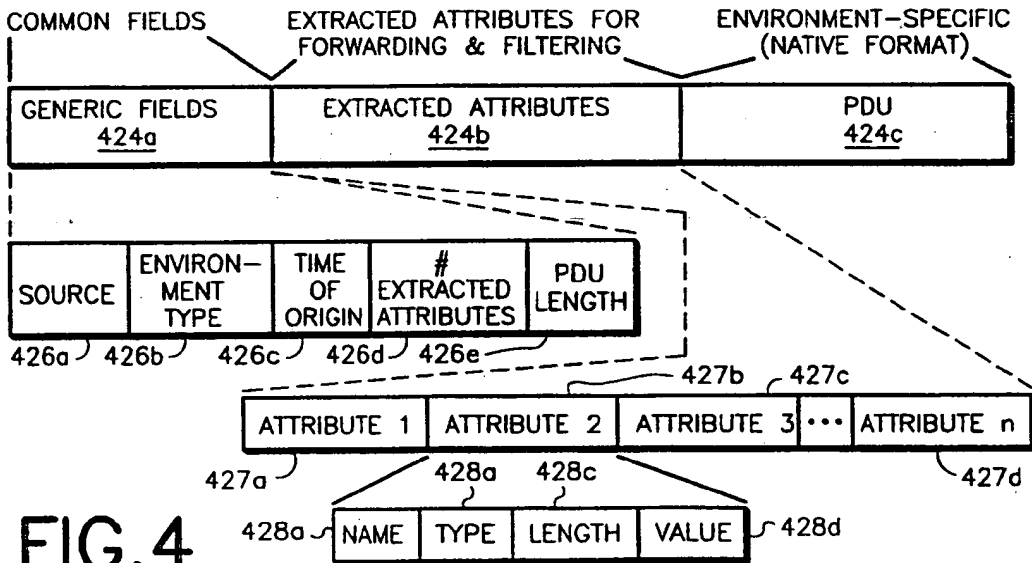 COMMON FIELDS
EXTRACTED ATTRIBUTES FOR
FORWARDING & FILTERING
ENVIRONMENT-SPECIFIC
(NATIVE FORMAT)
GENERIC FIELDS
424a
EXTRACTED ATTRIBUTES
424b
PDU
424c
SOURCE
ENVIRON-
MENT
TYPE
TIME
OF
ORIGIN
#
EXTRACTED
ATTRIBUTES
PDU
LENGTH
426a
426b
426c
426d
426e
427b
427c
ATTRIBUTE 1
ATTRIBUTE 2
ATTRIBUTE 3
•••
ATTRIBUTE n
427a
428a
428c
427d
FIG.4
428a
NAME
TYPE
LENGTH
VALUE
428d